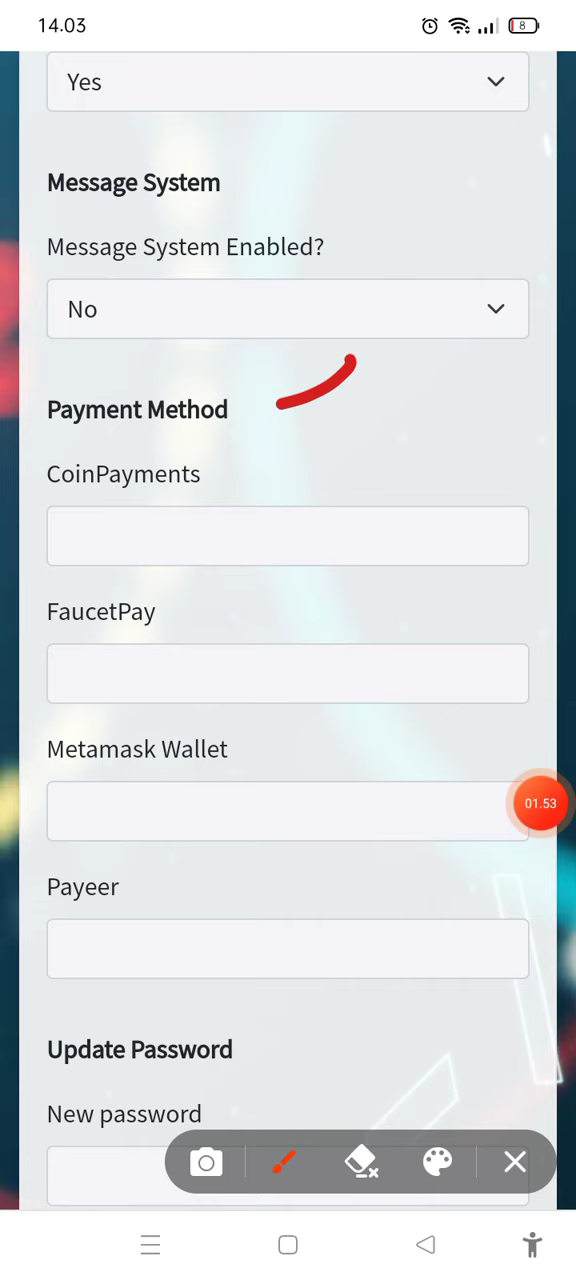 14.03
8
Yes
Message System
Message System Enabled?
No
Payment Method
CoinPayments
FaucetPay
Metamask Wallet
01.53
Payeer
Update Password
New password